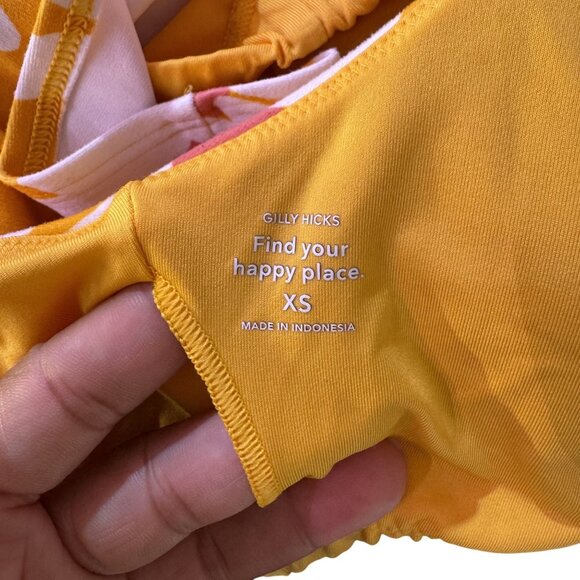 GILLY HICKS
Find your
happy place.
XS
MADE IN INDONESIA